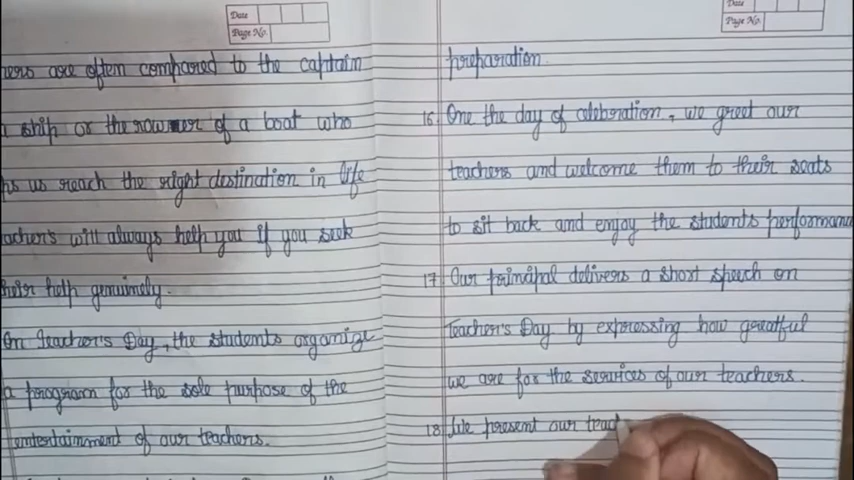 Date
Page No.
ners are often compared to the captain
a ship or the rower of a boat who
ps us reach the right destination in life
eachers will always help you if you seek
heir help genuinely.
On Teacher's Day, the students organize
a program for the sole purpose of the
entertainment of our teachers.
Date
Page No.
preparation.
16. One the day of celebration, we greet our
teachers and welcome them to their seats
to sit back and enjoy the students performanc
17. Our principal delivers a short speech on
Teacher's Day by expressing how greatful
we are for the services of our teachers.
18. We present our teac